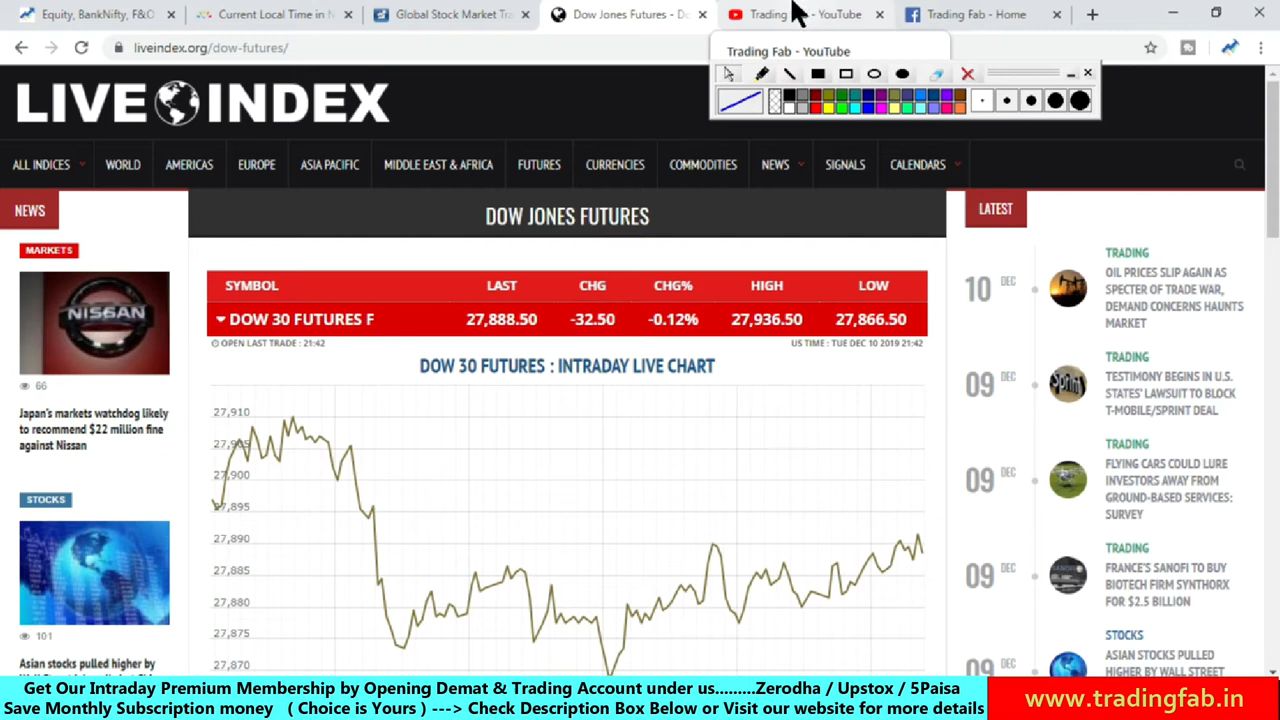 Equity, BankNifty, F&O
Current Local Time in N
Global Stock Market Tra
Dow Jones Futures - Do
Trading
- YouTube
Trading Fab - Home
liveindex.org/dow-futures/
Trading Fab - YouTube
LIVE INDEX
ALL INDICES
WORLD
AMERICAS
EUROPE
ASIA PACIFIC
MIDDLE EAST & AFRICA
FUTURES
CURRENCIES
COMMODITIES
NEWS
SIGNALS
CALENDARS
NEWS
MARKETS
NISSAN
66
Japan's markets watchdog likely
to recommend $22 million fine
against Nissan
STOCKS
101
Asian stocks pulled higher by
DOW JONES FUTURES
SYMBOL LAST CHG CHG% HIGH LOW
DOW 30 FUTURES F 27,888.50 -32.50 -0.12% 27,936.50 27,866.50
OPEN LAST TRADE : 21:42
US TIME : TUE DEC 10 2019 21:42
DOW 30 FUTURES : INTRADAY LIVE CHART
27,910
27,905
27,900
27,895
27,890
27,885
27,880
27,875
27,870
LATEST
10 DEC
TRADING
OIL PRICES SLIP AGAIN AS
SPECTER OF TRADE WAR,
DEMAND CONCERNS HAUNTS
MARKET
09 DEC
Sprint
TRADING
TESTIMONY BEGINS IN U.S.
STATES' LAWSUIT TO BLOCK
T-MOBILE/SPRINT DEAL
09 DEC
TRADING
FLYING CARS COULD LURE
INVESTORS AWAY FROM
GROUND-BASED SERVICES:
SURVEY
09 DEC
SANOFI
TRADING
FRANCE'S SANOFI TO BUY
BIOTECH FIRM SYNTHORX
FOR $2.5 BILLION
09 DEC
STOCKS
ASIAN STOCKS PULLED
HIGHER BY WALL STREET
Get Our Intraday Premium Membership by Opening Demat & Trading Account under us.........Zerodha / Upstox / 5Paisa
Save Monthly Subscription money ( Choice is Yours ) ---> Check Description Box Below or Visit our website for more details
www.tradingfab.in